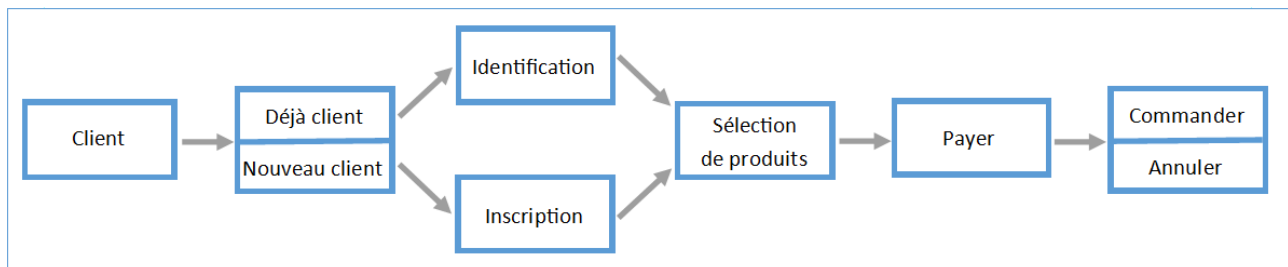 Client
Déjà client
Nouveau client
Identification
Inscription
Sélection
de produits
Payer
Commander
Annuler